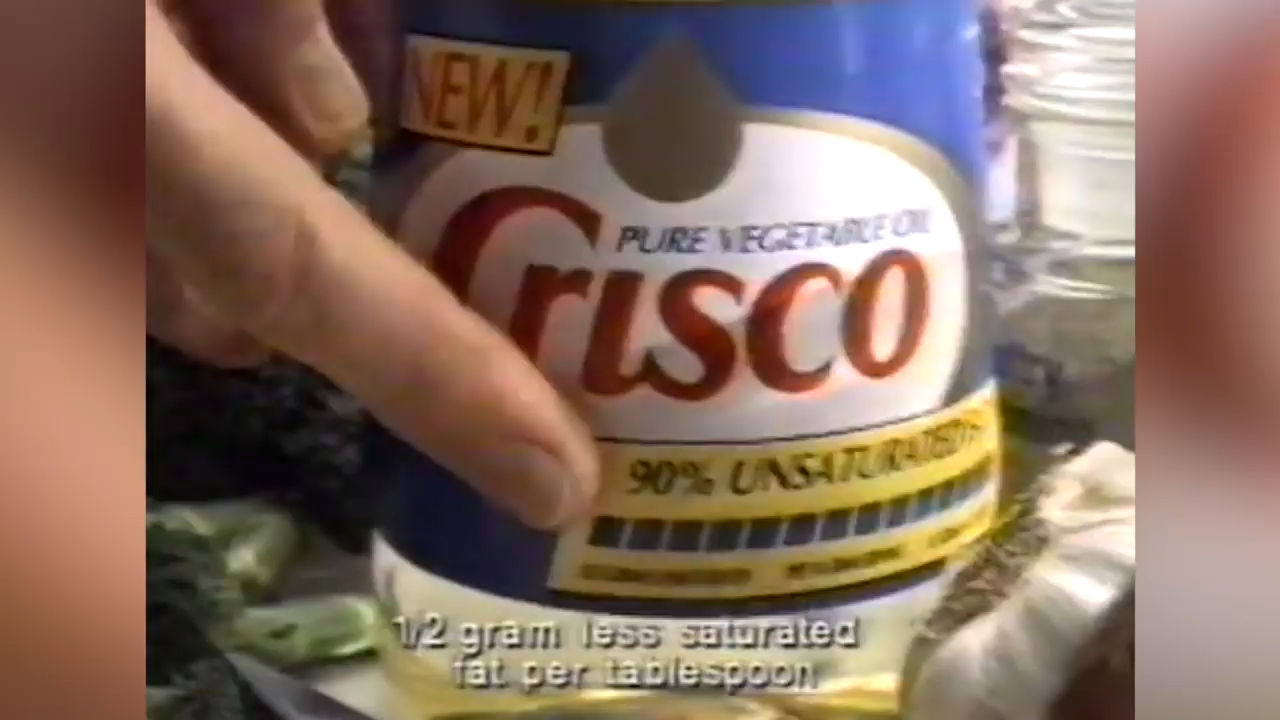 NEW!
PURE VEGETABLE OIL
Crisco
90% UNSATURATED
1/2 gram less saturated
fat per tablespoon